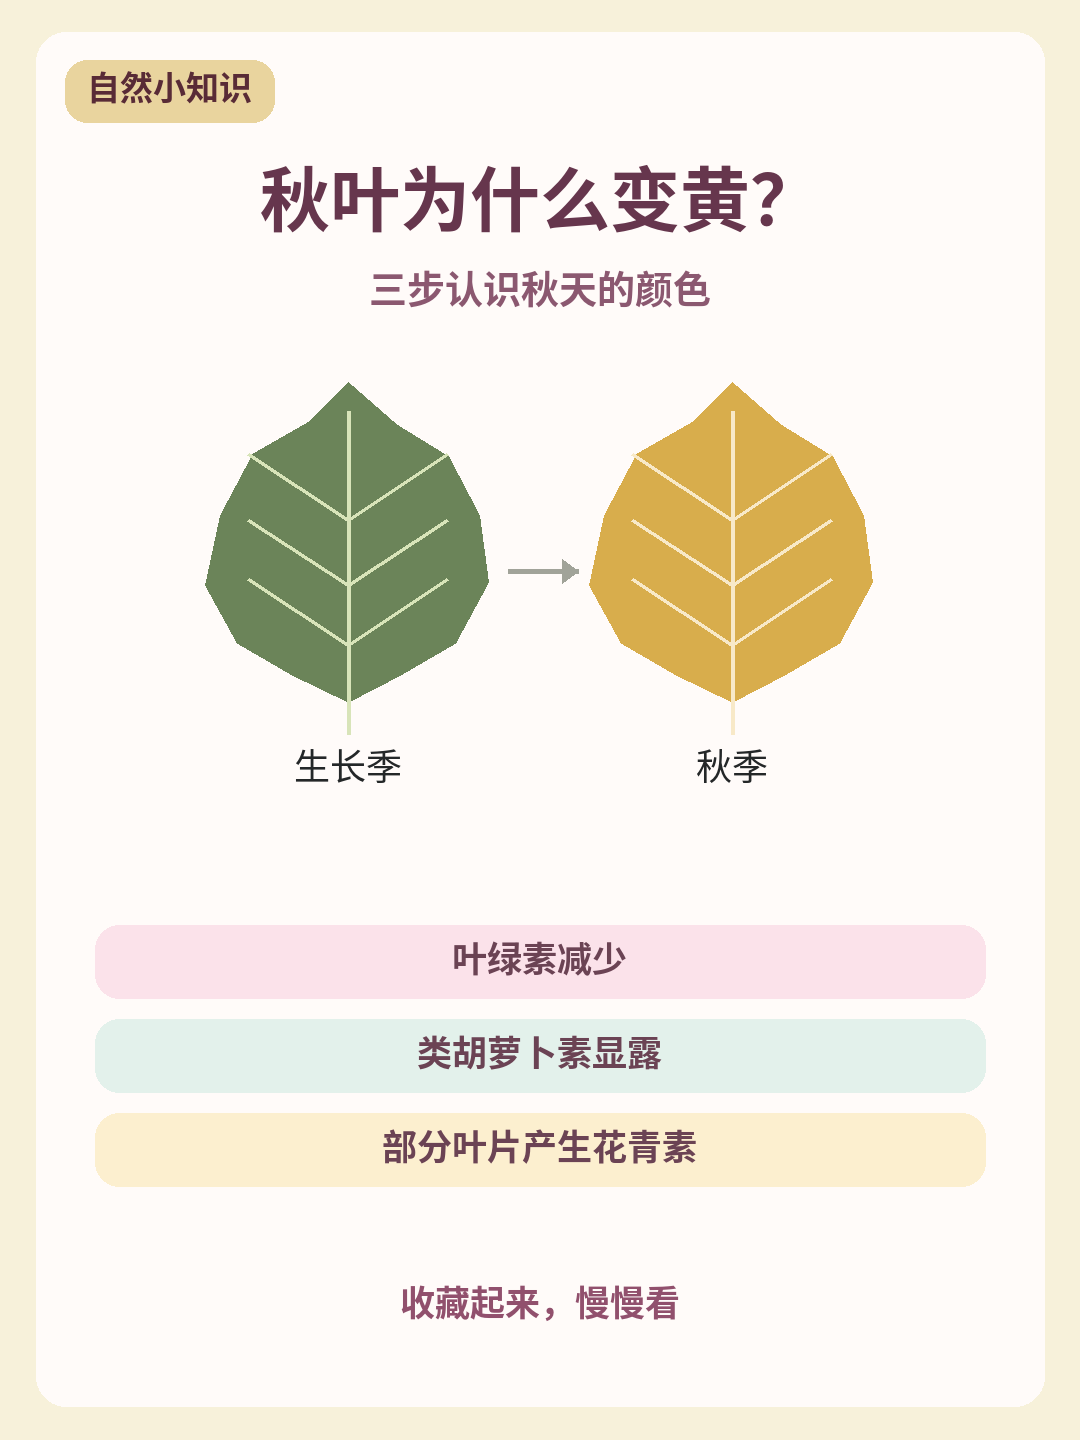 自然小知识
秋叶为什么变黄?
三步认识秋天的颜色
生长季
秋季
叶绿素减少
类胡萝卜素显露
部分叶片产生花青素
收藏起来，慢慢看